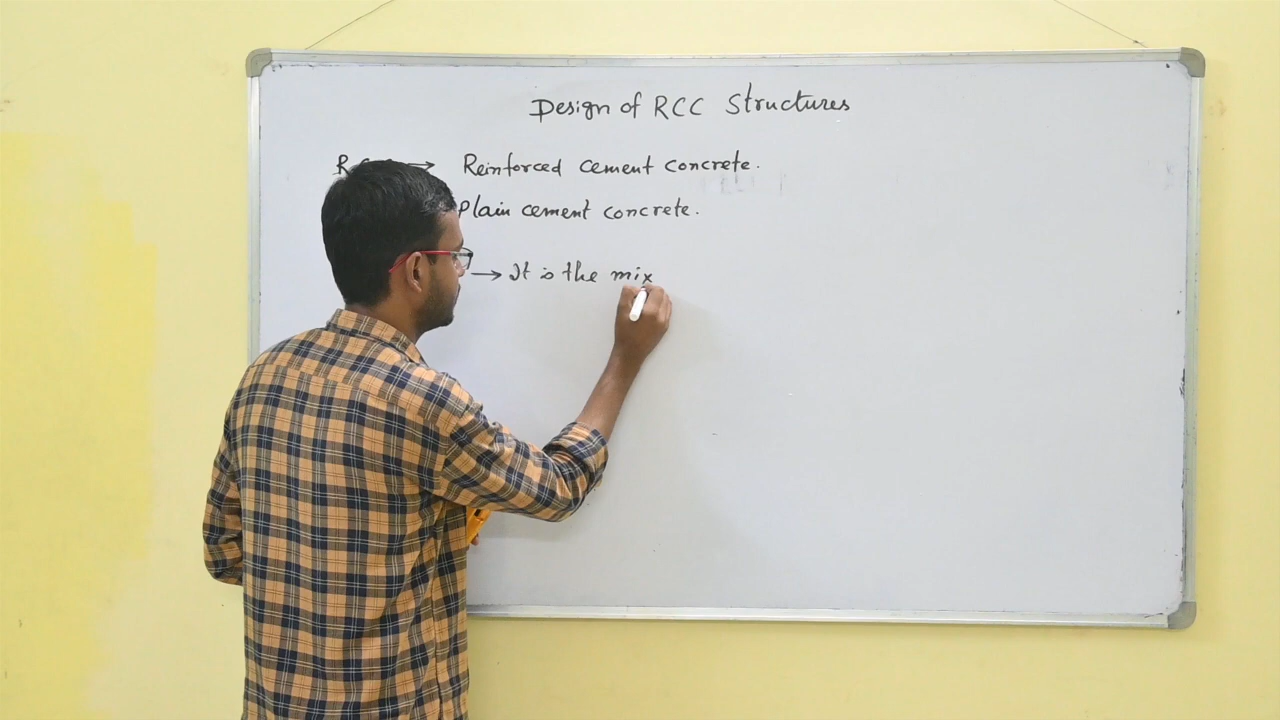 Design of RCC Structures
→ Reinforced cement concrete.
Plain cement concrete.
→ It is the mix